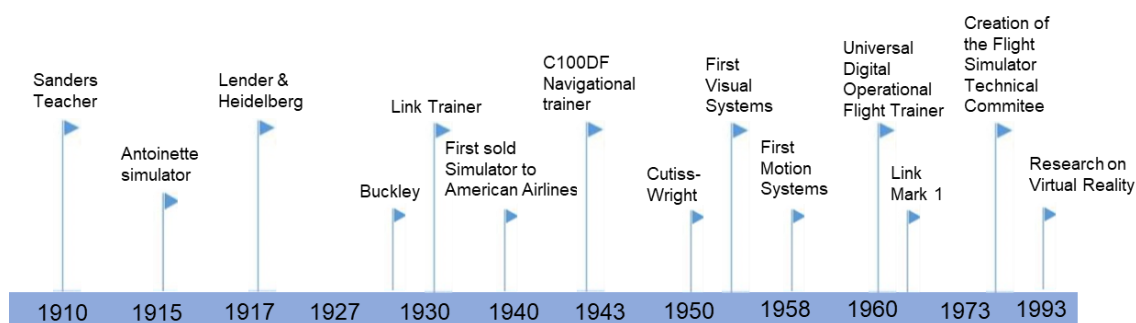 Sanders
Teacher
Antoinette
simulator
Lender &
Heidelberg
Buckley
Link Trainer
First sold
Simulator to
American Airlines
C100DF
Navigational
trainer
Cutiss-
Wright
First
Visual
Systems
First
Motion
Systems
Universal
Digital
Operational
Flight Trainer
Link
Mark 1
Creation of
the Flight
Simulator
Technical
Commitee
Research on
Virtual Reality
1910 1915 1917 1927 1930 1940 1943 1950 1958 1960 1973 1993